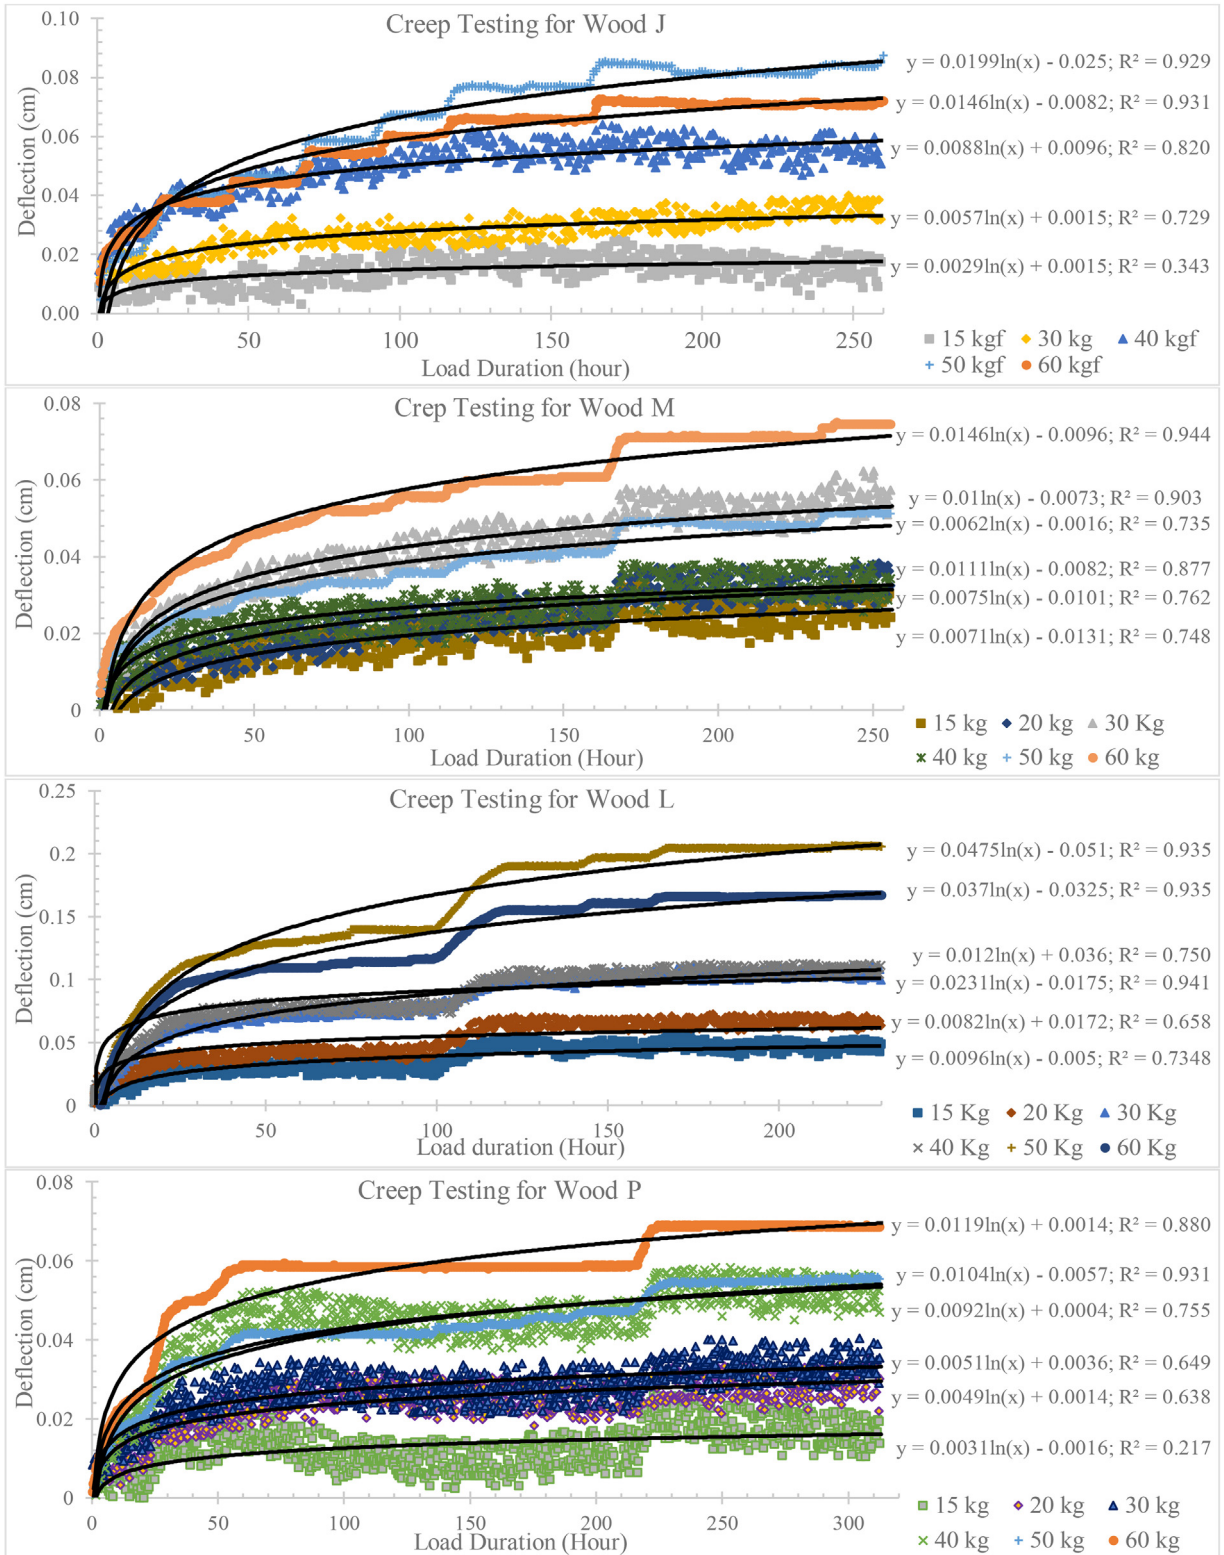 Creep Testing for Wood J
0.10
0.08
0.06
0.04
0.02
0.00
Deflection (cm)
0 50 100 150 200 250
Load Duration (hour)
y = 0.0199ln(x) - 0.025; R² = 0.929
y = 0.0146ln(x) - 0.0082; R² = 0.931
y = 0.0088ln(x) + 0.0096; R² = 0.820
y = 0.0057ln(x) + 0.0015; R² = 0.729
y = 0.0029ln(x) + 0.0015; R² = 0.343
15 kgf 30 kg 40 kgf
50 kgf 60 kgf
Crep Testing for Wood M
0.08
0.06
0.04
0.02
0
Deflection (cm)
0 50 100 150 200 250
Load Duration (Hour)
y = 0.0146ln(x) - 0.0096; R² = 0.944
y = 0.01ln(x) - 0.0073; R² = 0.903
y = 0.0062ln(x) - 0.0016; R² = 0.735
y = 0.0111ln(x) - 0.0082; R² = 0.877
y = 0.0075ln(x) - 0.0101; R² = 0.762
y = 0.0071ln(x) - 0.0131; R² = 0.748
15 kg 20 kg 30 Kg
40 kg 50 kg 60 kg
Creep Testing for Wood L
0.25
0.2
0.15
0.1
0.05
0
Deflection (cm)
0 50 100 150 200
Load duration (Hour)
y = 0.0475ln(x) - 0.051; R² = 0.935
y = 0.037ln(x) - 0.0325; R² = 0.935
y = 0.012ln(x) + 0.036; R² = 0.750
y = 0.0231ln(x) - 0.0175; R² = 0.941
y = 0.0082ln(x) + 0.0172; R² = 0.658
y = 0.0096ln(x) - 0.005; R² = 0.7348
15 Kg 20 Kg 30 Kg
40 Kg 50 Kg 60 Kg
Creep Testing for Wood P
0.08
0.06
0.04
0.02
0
Deflection (cm)
0 50 100 150 200 250 300
Load Duration (Hour)
y = 0.0119ln(x) + 0.0014; R² = 0.880
y = 0.0104ln(x) - 0.0057; R² = 0.931
y = 0.0092ln(x) + 0.0004; R² = 0.755
y = 0.0051ln(x) + 0.0036; R² = 0.649
y = 0.0049ln(x) + 0.0014; R² = 0.638
y = 0.0031ln(x) - 0.0016; R² = 0.217
15 kg 20 kg 30 kg
40 kg 50 kg 60 kg